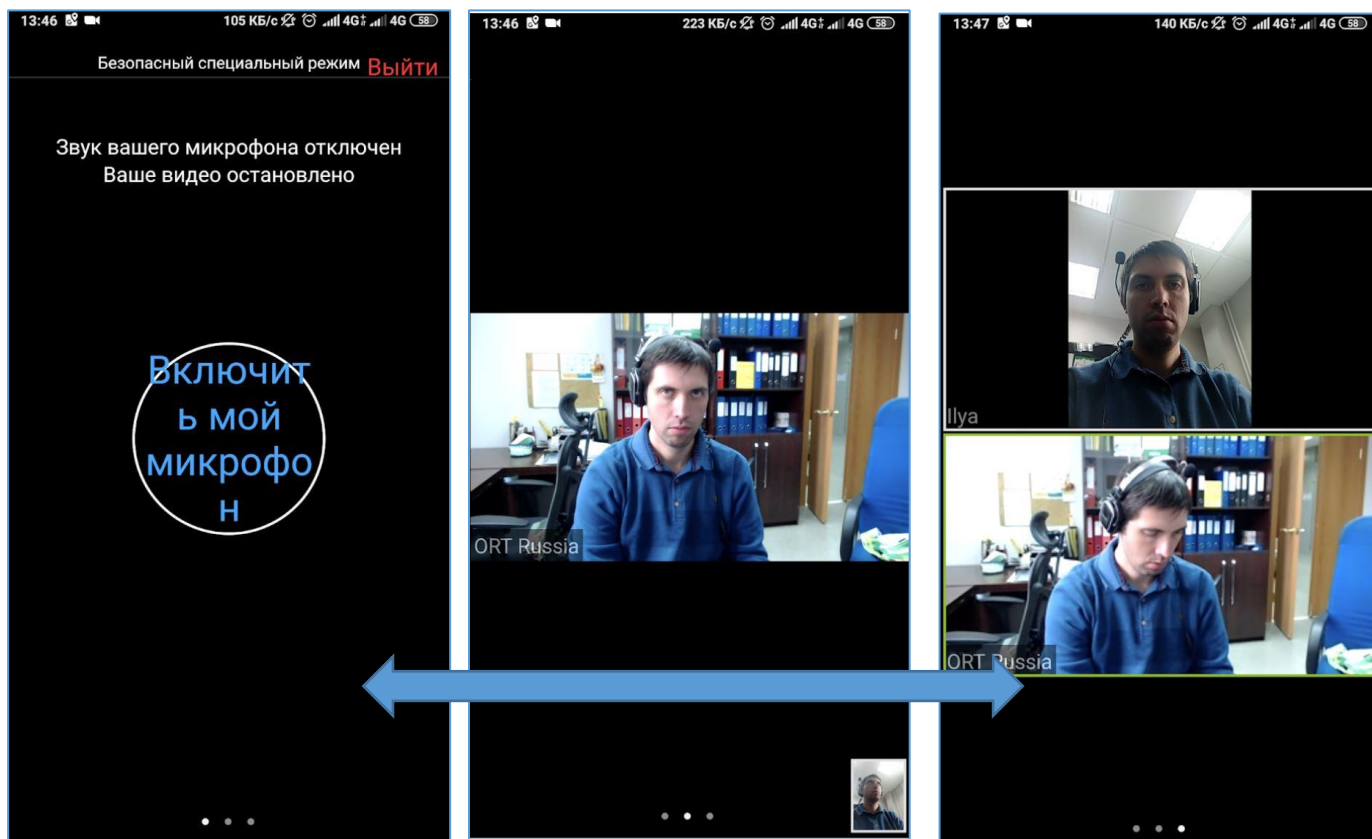 13:46
105 КБ/с 4G+ 4G 58
Безопасный специальный режим
Выйти
Звук вашего микрофона отключен
Ваше видео остановлено
Включит
ь мой
микрофо
н
13:46
223 КБ/с 4G+ 4G 58
ORT Russia
13:47
140 КБ/с 4G+ 4G 58
Ilya
ORT Russia